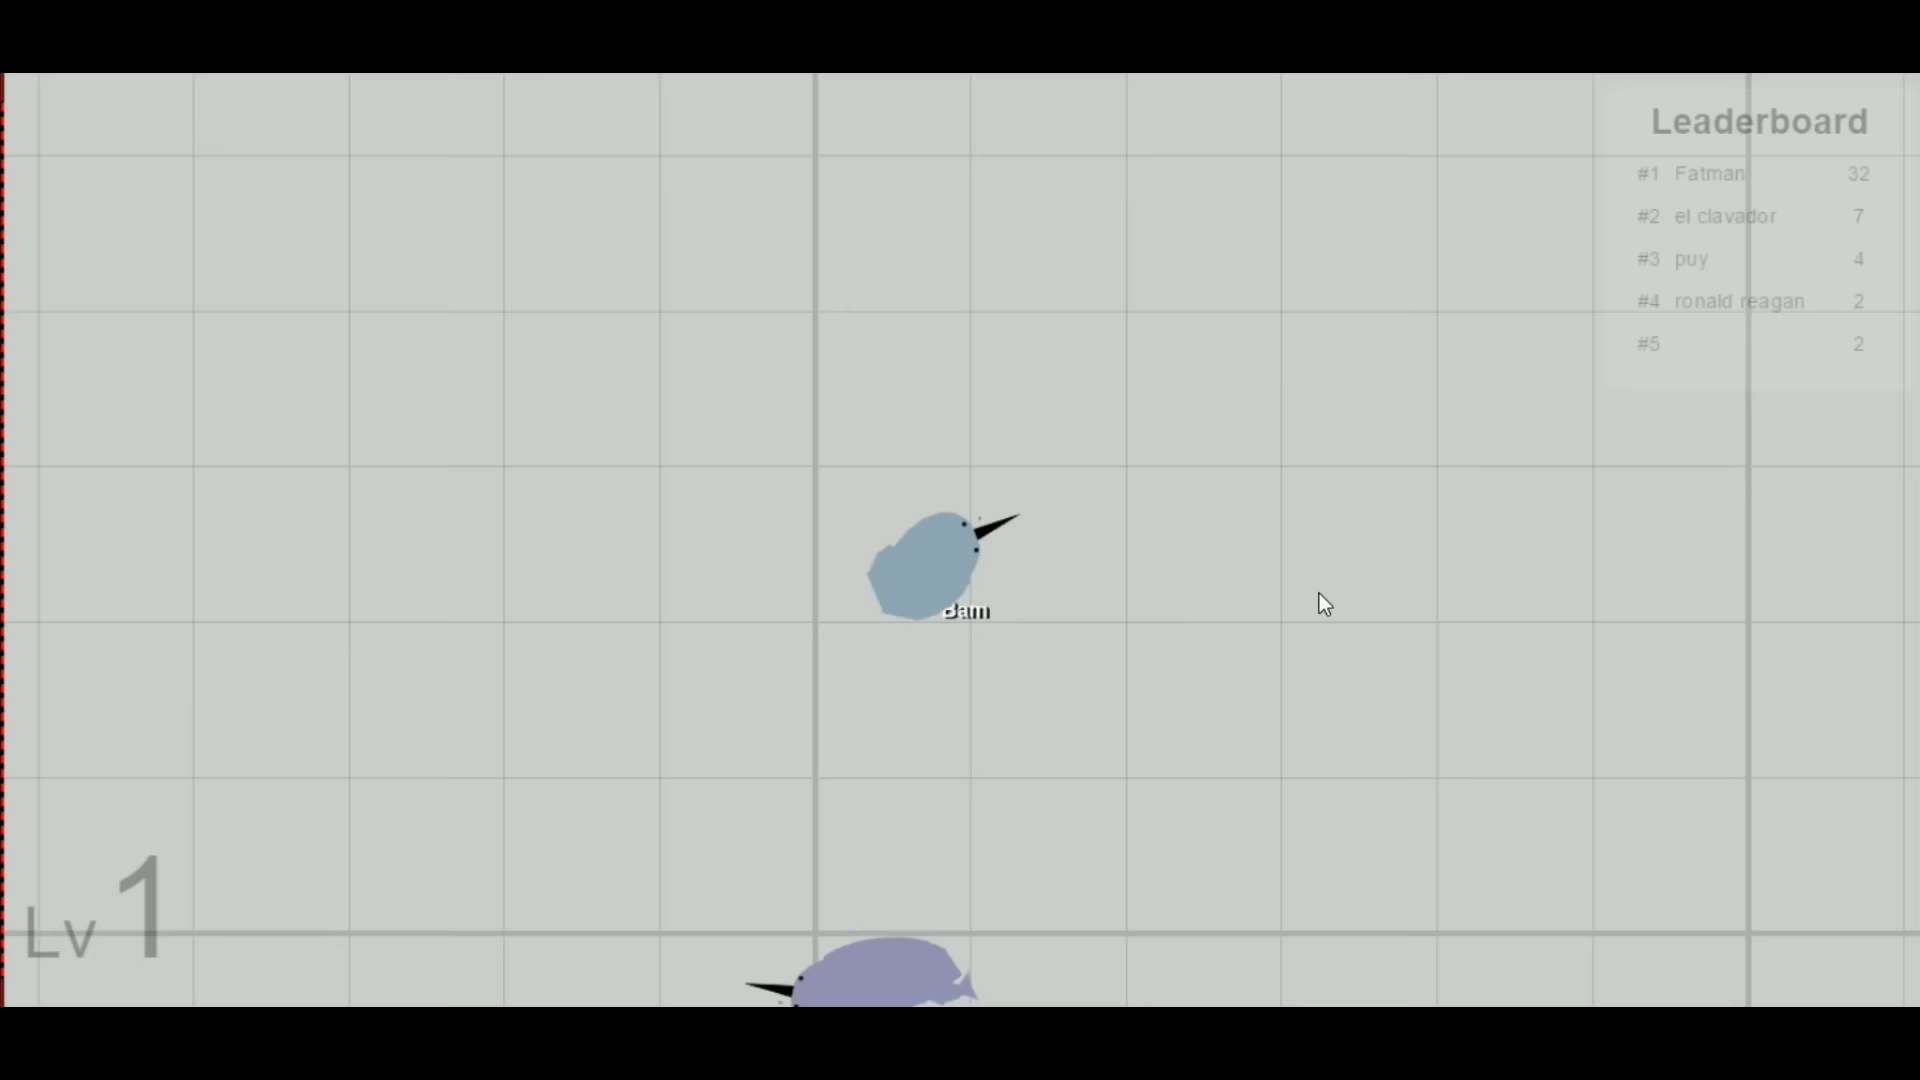 Leaderboard
#1 Fatman 32
#2 el clavador 7
#3 puy 4
#4 ronald reagan 2
#5 2
Bam
Lv 1